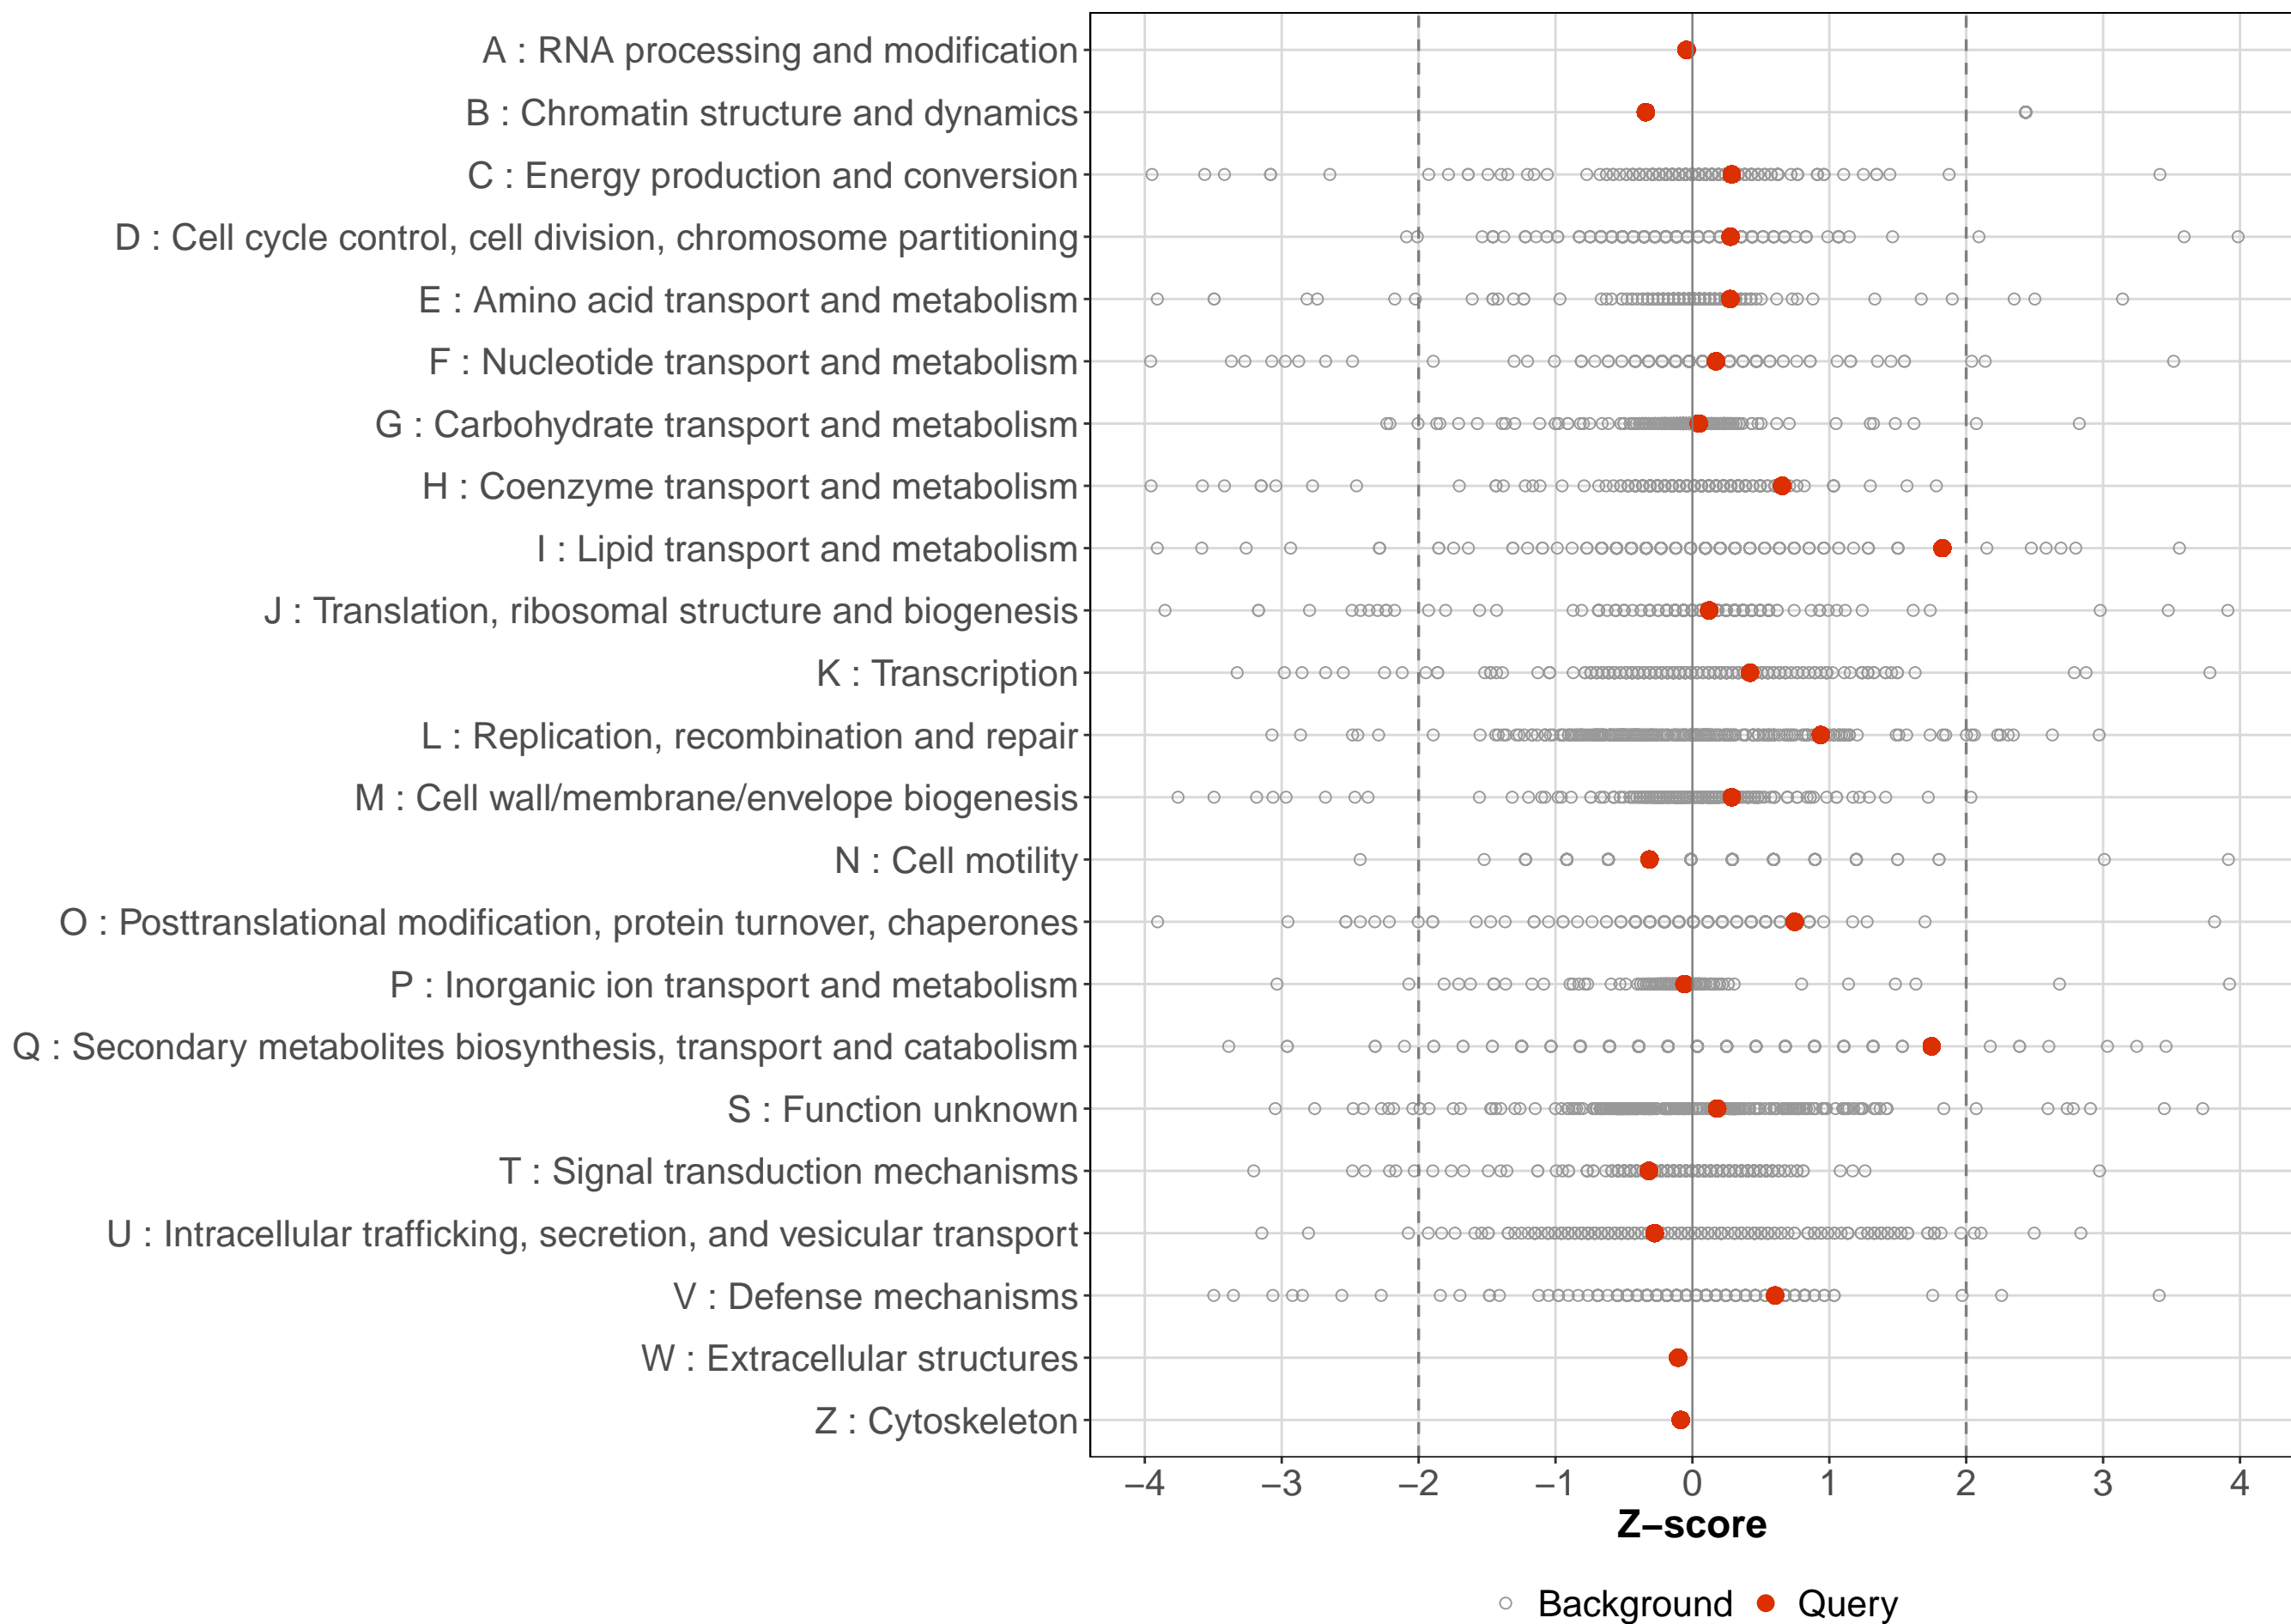 A : RNA processing and modification
B : Chromatin structure and dynamics
C : Energy production and conversion
D : Cell cycle control, cell division, chromosome partitioning
E : Amino acid transport and metabolism
F : Nucleotide transport and metabolism
G : Carbohydrate transport and metabolism
H : Coenzyme transport and metabolism
I : Lipid transport and metabolism
J : Translation, ribosomal structure and biogenesis
K : Transcription
L : Replication, recombination and repair
M : Cell wall/membrane/envelope biogenesis
N : Cell motility
O : Posttranslational modification, protein turnover, chaperones
P : Inorganic ion transport and metabolism
Q : Secondary metabolites biosynthesis, transport and catabolism
S : Function unknown
T : Signal transduction mechanisms
U : Intracellular trafficking, secretion, and vesicular transport
V : Defense mechanisms
W : Extracellular structures
Z : Cytoskeleton
−4 −3 −2 −1 0 1 2 3 4
Z−score
Background Query